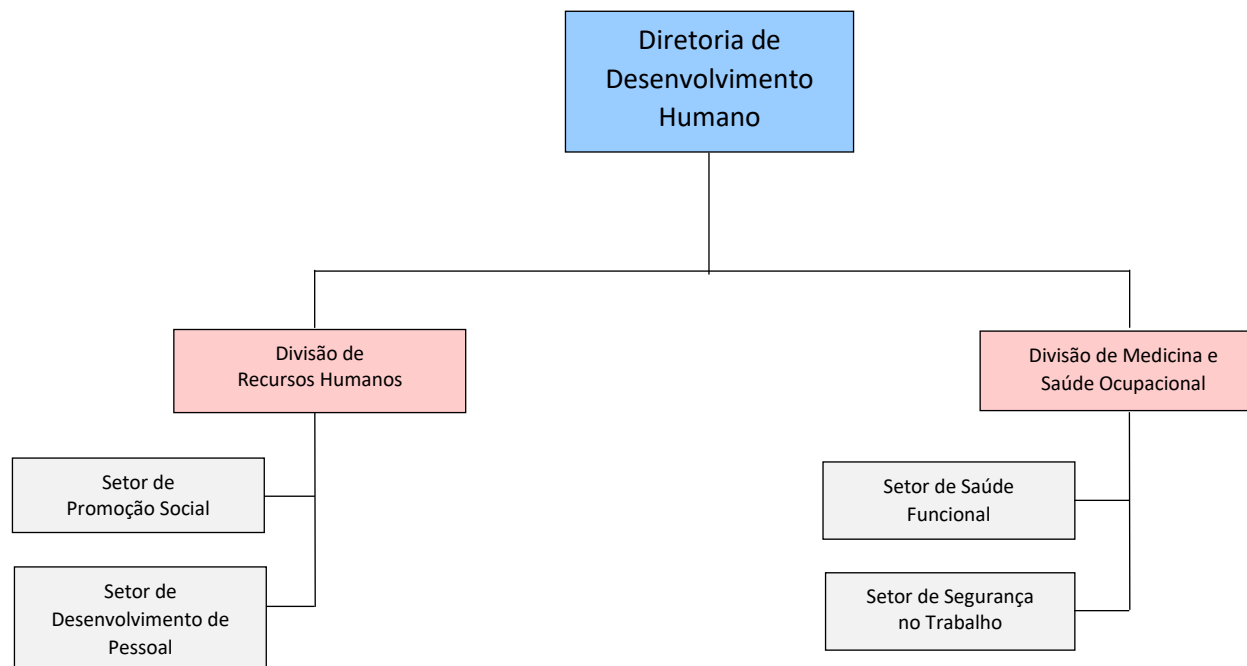 Diretoria de
Desenvolvimento
Humano
Divisão de
Recursos Humanos
Divisão de Medicina e
Saúde Ocupacional
Setor de
Promoção Social
Setor de Saúde
Funcional
Setor de
Desenvolvimento de
Pessoal
Setor de Segurança
no Trabalho